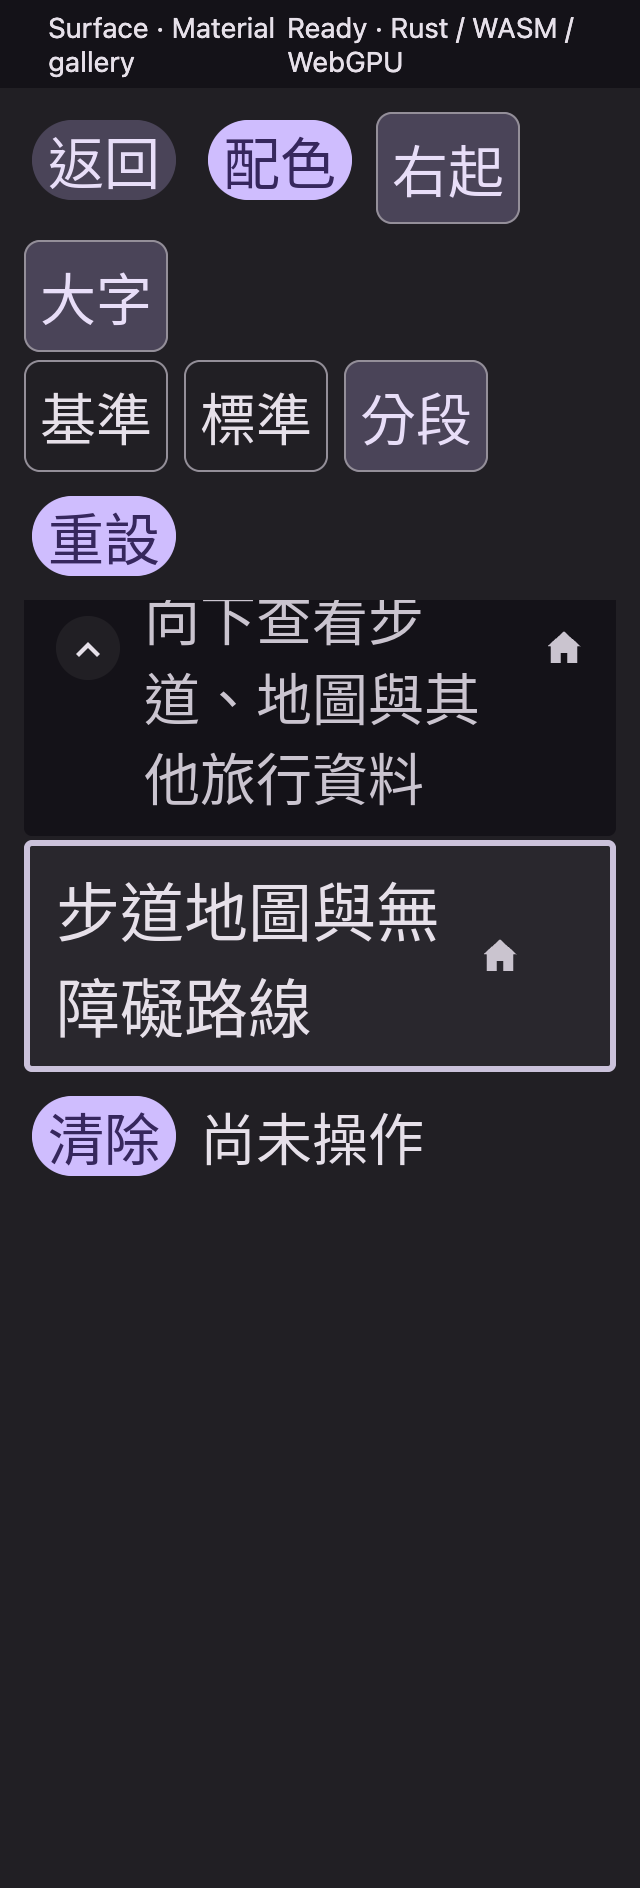 Surface · Material gallery
Ready · Rust / WASM / WebGPU
返回
配色
右起
大字
基準
標準
分段
重設
向下查看步
道、地圖與其
他旅行資料
步道地圖與無
障礙路線
清除
尚未操作